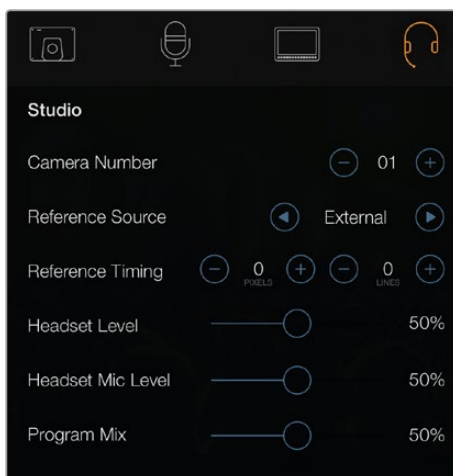 Studio
Camera Number 01
Reference Source External
Reference Timing 0 PIXELS 0 LINES
Headset Level 50%
Headset Mic Level 50%
Program Mix 50%